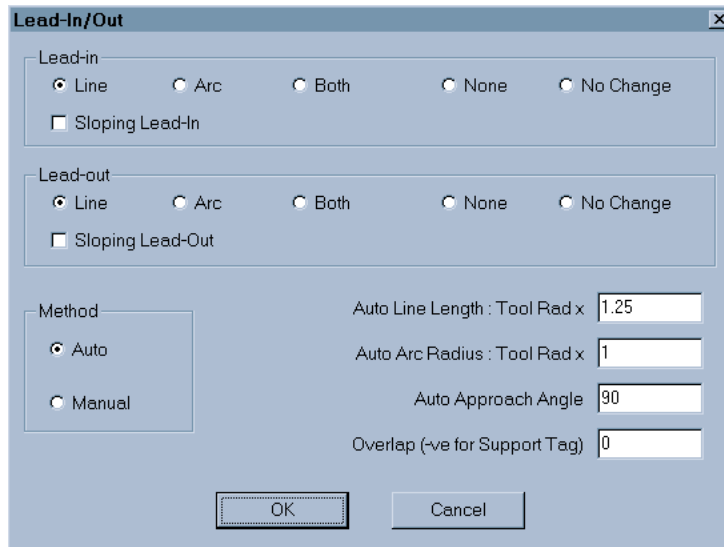 Lead-In/Out
Lead-in
Line Arc Both None No Change
Sloping Lead-In
Lead-out
Line Arc Both None No Change
Sloping Lead-Out
Method
Auto
Manual
Auto Line Length : Tool Rad x 1.25
Auto Arc Radius : Tool Rad x 1
Auto Approach Angle 90
Overlap (-ve for Support Tag) 0
OK Cancel